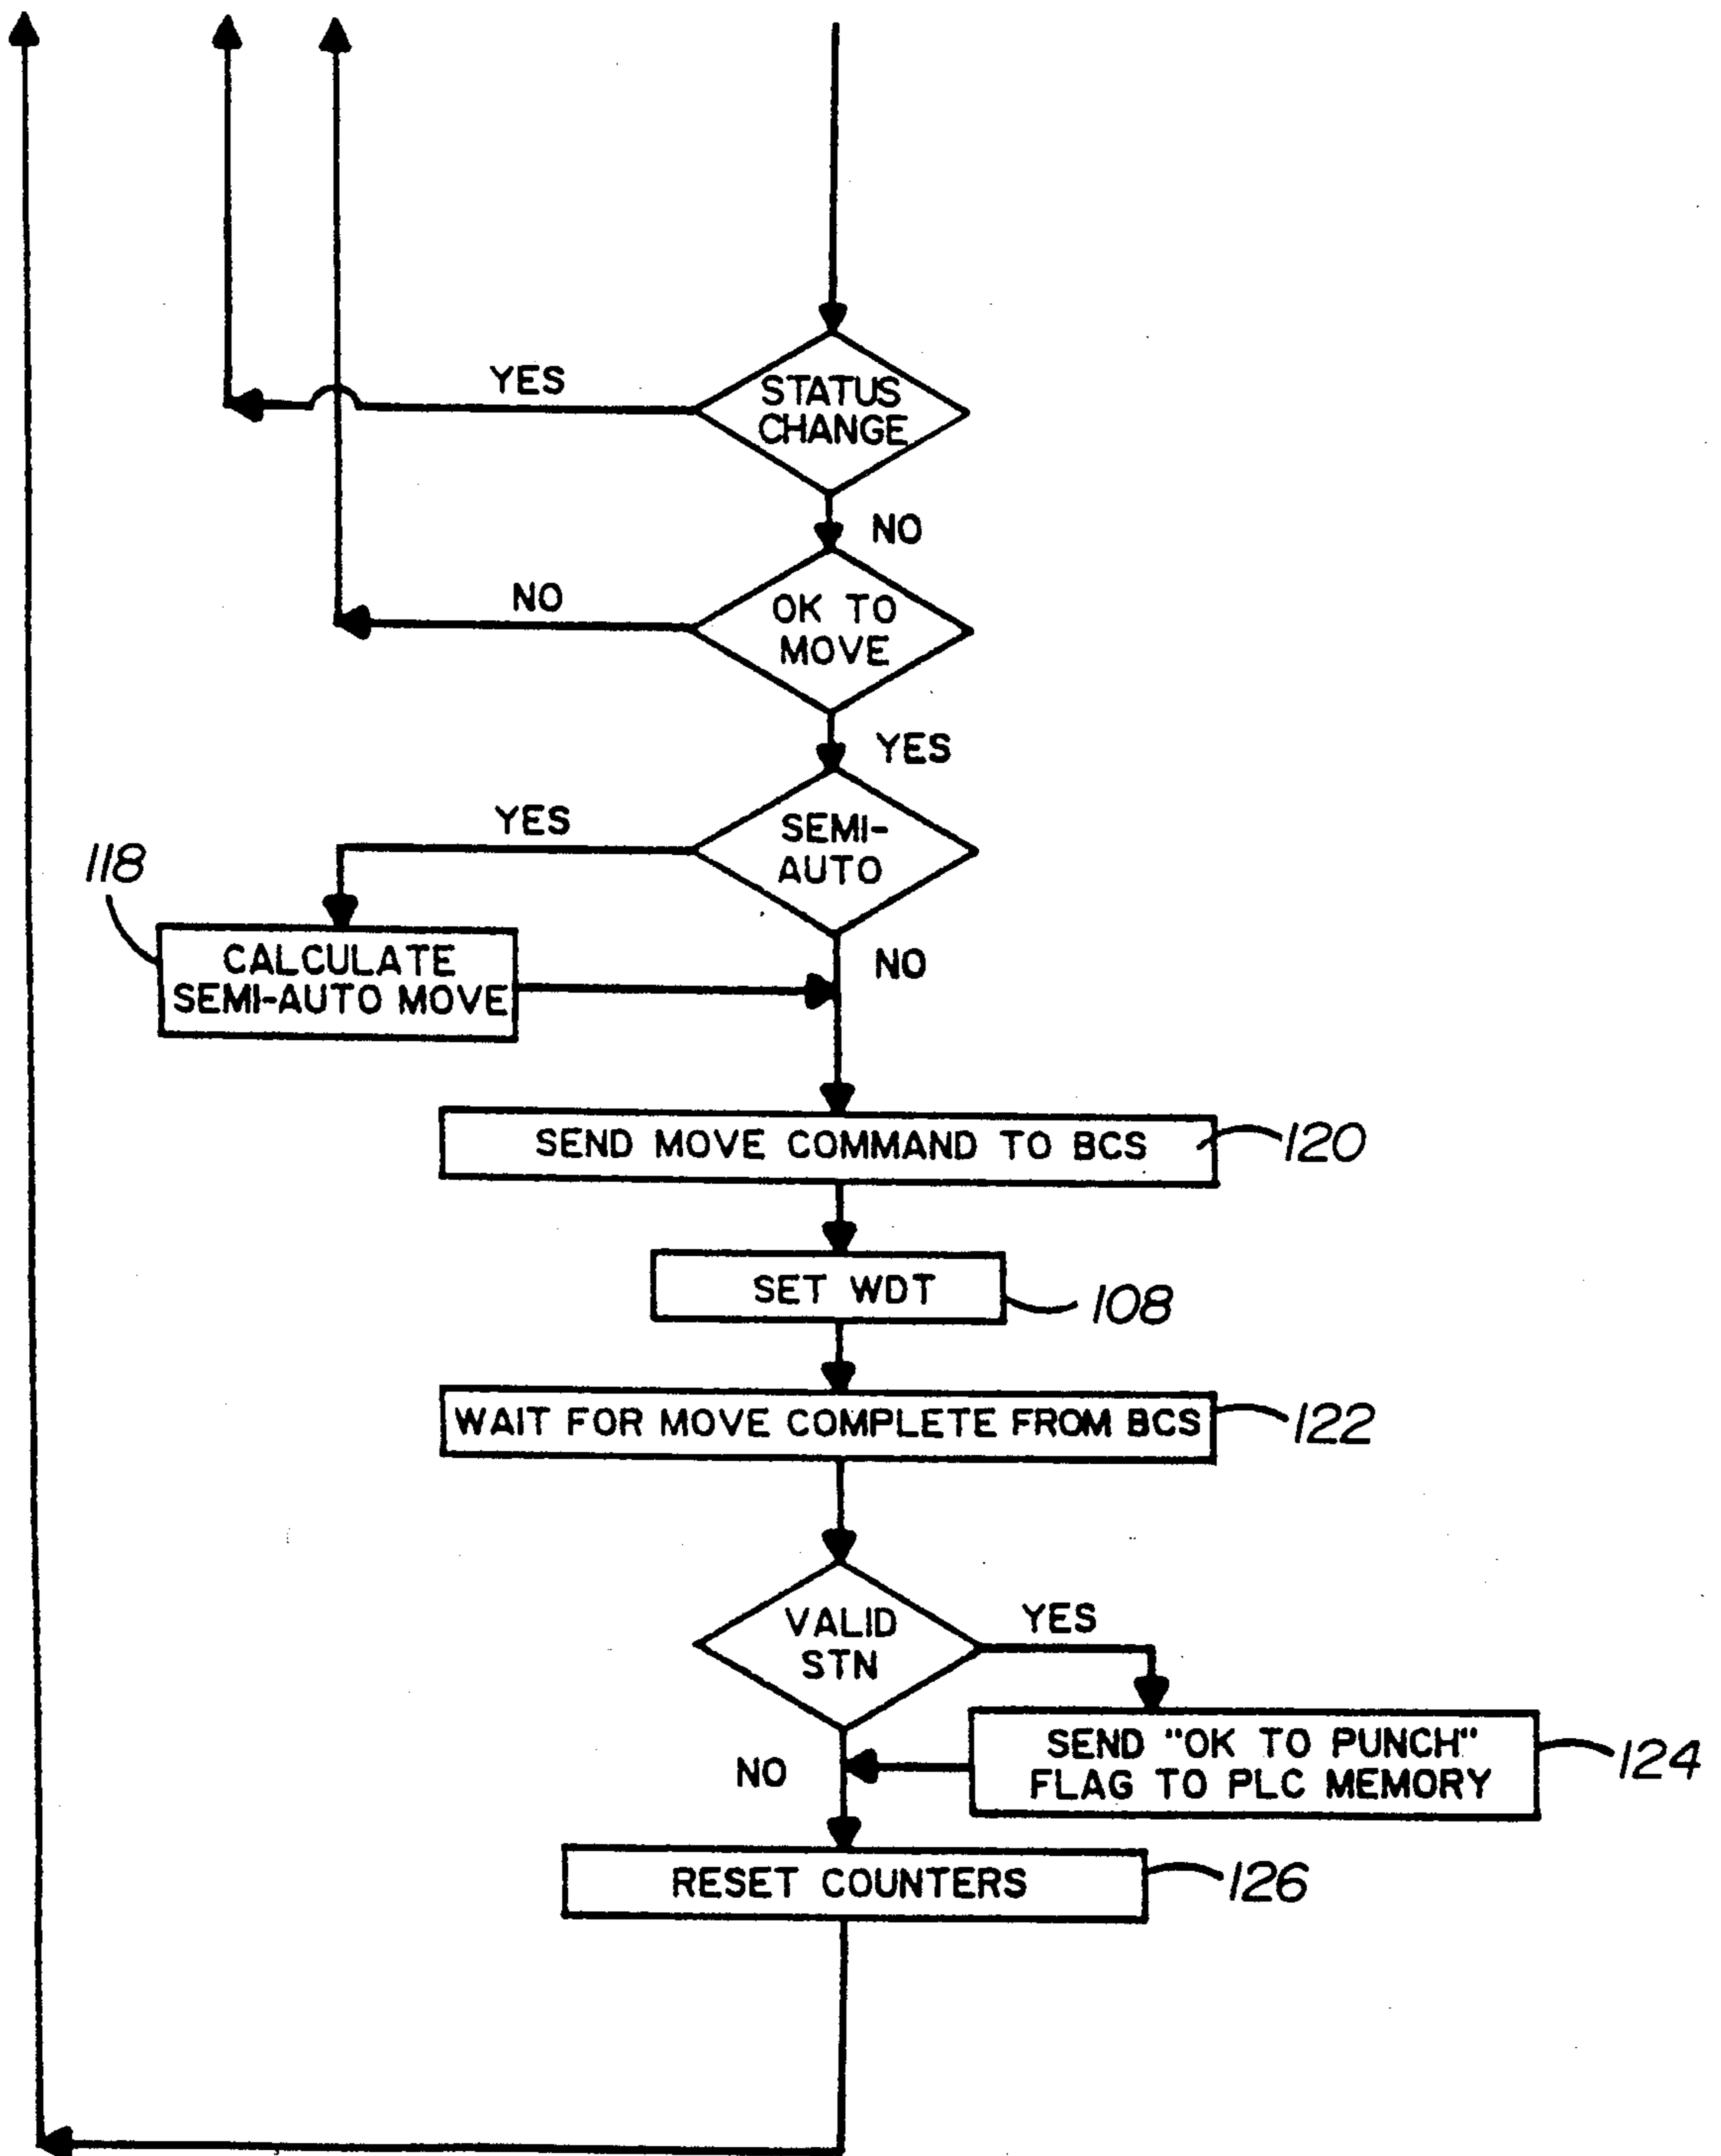 YES
STATUS
CHANGE
NO
NO
OK TO
MOVE
YES
YES
SEMI-
AUTO
118
NO
CALCULATE
SEMI-AUTO MOVE
SEND MOVE COMMAND TO BCS
120
SET WDT
108
WAIT FOR MOVE COMPLETE FROM BCS
122
VALID
STN
YES
NO
SEND "OK TO PUNCH"
FLAG TO PLC MEMORY
124
RESET COUNTERS
126